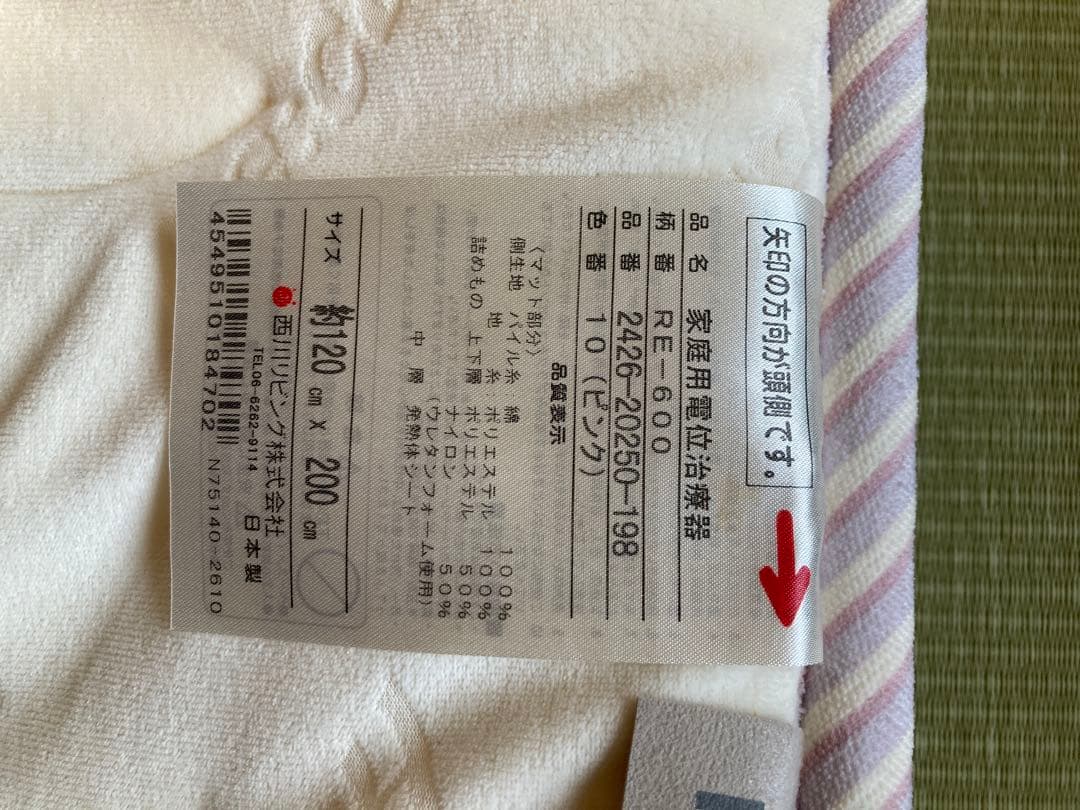 矢印の方向が頭側です。
品名 家庭用電位治療器
柄番 RE-600
品番 2426-20250-198
色番 10(ピンク)
品質表示
〈マット部分〉
側生地 パイル糸 綿 100%
地 糸:ポリエステル 100%
詰めもの 上下層 ポリエステル 50%
ナイロン 50%
(ウレタンフォーム使用)
中 層 発熱体シート
サイズ 約120cm X 200cm
西川リビング株式会社
TEL06-6262-9114 日本製
4549510184702 N75140-2610